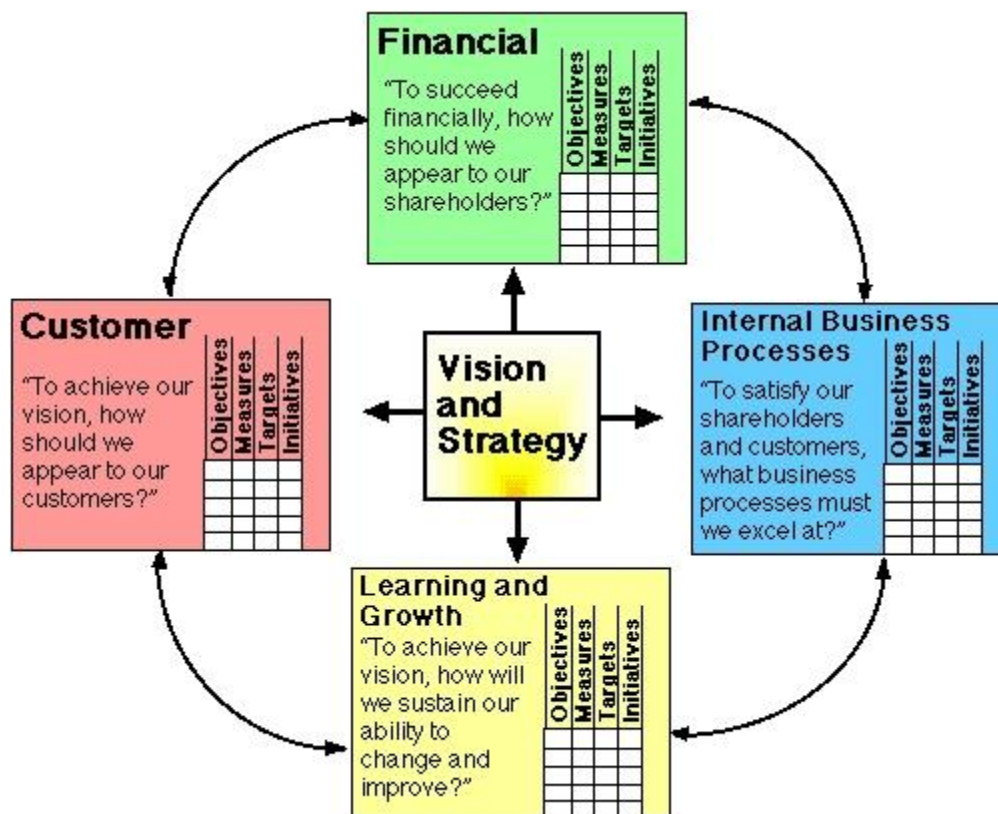 Financial
“To succeed
financially, how
should we
appear to our
shareholders?”
Objectives
Measures
Targets
Initiatives
Customer
“To achieve our
vision, how
should we
appear to our
customers?”
Objectives
Measures
Targets
Initiatives
Vision
and
Strategy
Internal Business
Processes
“To satisfy our
shareholders
and customers,
what business
processes must
we excel at?”
Objectives
Measures
Targets
Initiatives
Learning and
Growth
“To achieve our
vision, how will
we sustain our
ability to
change and
improve?”
Objectives
Measures
Targets
Initiatives